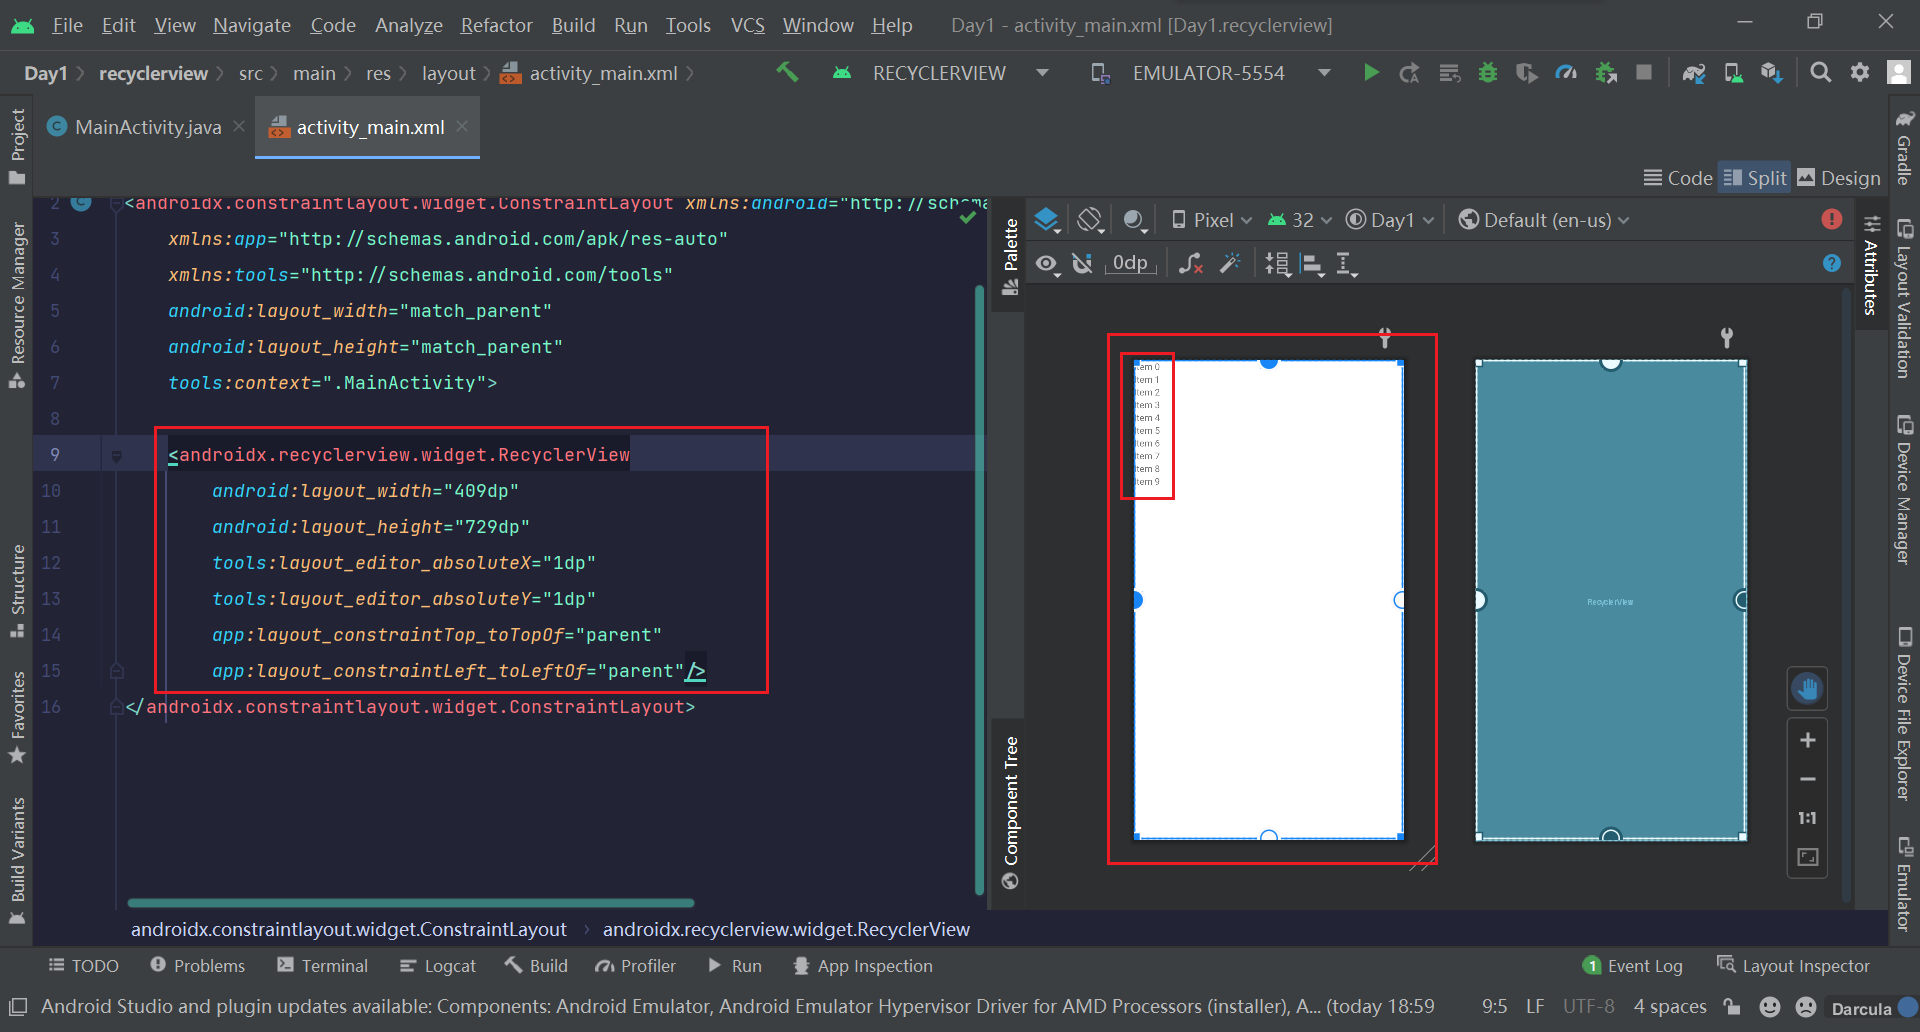 File Edit View Navigate Code Analyze Refactor Build Run Tools VCS Window Help Day1 - activity_main.xml [Day1.recyclerview]
Day1 recyclerview src main res layout activity_main.xml RECYCLERVIEW EMULATOR-5554
MainActivity.java activity_main.xml
Code Split Design
2 <androidx.constraintlayout.widget.ConstraintLayout xmlns:android="http://schema
3 xmlns:app="http://schemas.android.com/apk/res-auto"
4 xmlns:tools="http://schemas.android.com/tools"
5 android:layout_width="match_parent"
6 android:layout_height="match_parent"
7 tools:context=".MainActivity">
8
9 <androidx.recyclerview.widget.RecyclerView
10 android:layout_width="409dp"
11 android:layout_height="729dp"
12 tools:layout_editor_absoluteX="1dp"
13 tools:layout_editor_absoluteY="1dp"
14 app:layout_constraintTop_toTopOf="parent"
15 app:layout_constraintLeft_toLeftOf="parent"/>
16 </androidx.constraintlayout.widget.ConstraintLayout>
androidx.constraintlayout.widget.ConstraintLayout androidx.recyclerview.widget.RecyclerView
Project
Resource Manager
Structure
Favorites
Build Variants
Palette
Component Tree
Pixel 32 Day1 Default (en-us)
0dp
Item 0
Item 1
Item 2
Item 3
Item 4
Item 5
Item 6
Item 7
Item 8
Item 9
RecyclerView
1:1
Attributes
Gradle
Layout Validation
Device Manager
Device File Explorer
Emulator
TODO Problems Terminal Logcat Build Profiler Run App Inspection 1 Event Log Layout Inspector
Android Studio and plugin updates available: Components: Android Emulator, Android Emulator Hypervisor Driver for AMD Processors (installer), A... (today 18:59 9:5 LF UTF-8 4 spaces Darcula